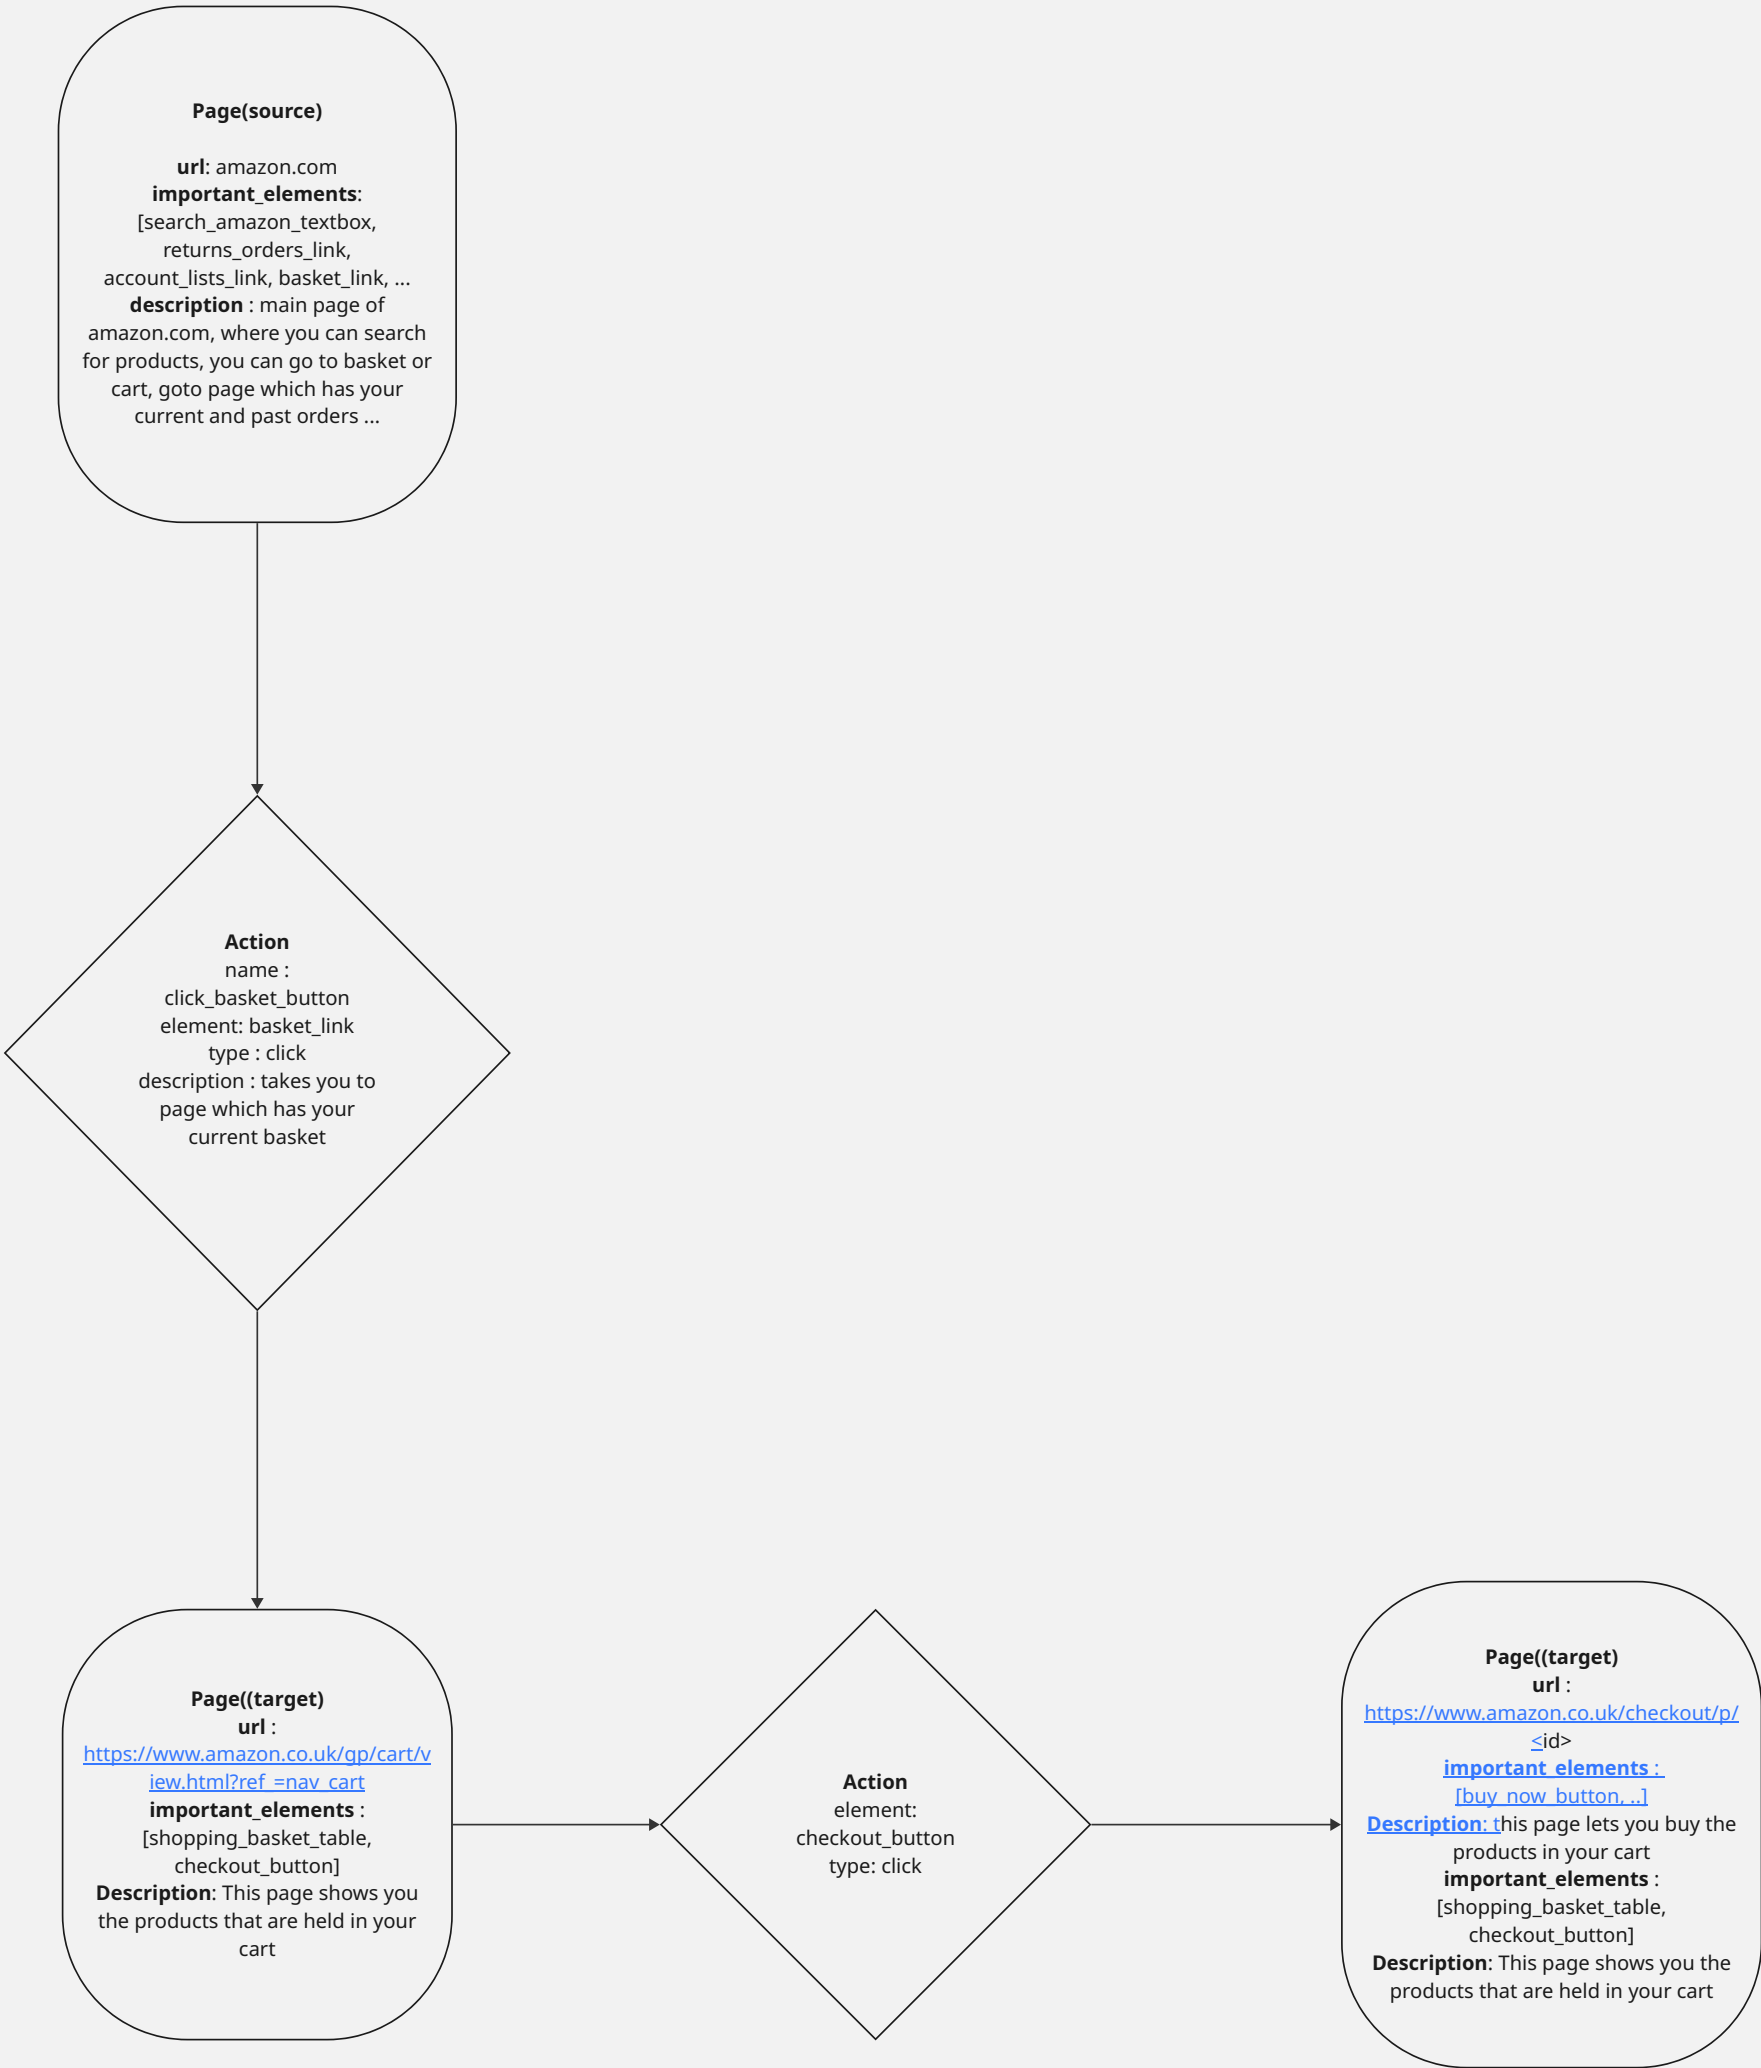 Page(source)
url: amazon.com
important_elements:
[search_amazon_textbox,
returns_orders_link,
account_lists_link, basket_link, ...
description : main page of
amazon.com, where you can search
for products, you can go to basket or
cart, goto page which has your
current and past orders ...
Action
name :
click_basket_button
element: basket_link
type : click
description : takes you to
page which has your
current basket
Page((target)
url :
https://www.amazon.co.uk/gp/cart/v
iew.html?ref_=nav_cart
important_elements :
[shopping_basket_table,
checkout_button]
Description: This page shows you
the products that are held in your
cart
Action
element:
checkout_button
type: click
Page((target)
url :
https://www.amazon.co.uk/checkout/p/
<id>
important_elements :
[buy_now_button, ..]
Description: this page lets you buy the
products in your cart
important_elements :
[shopping_basket_table,
checkout_button]
Description: This page shows you the
products that are held in your cart